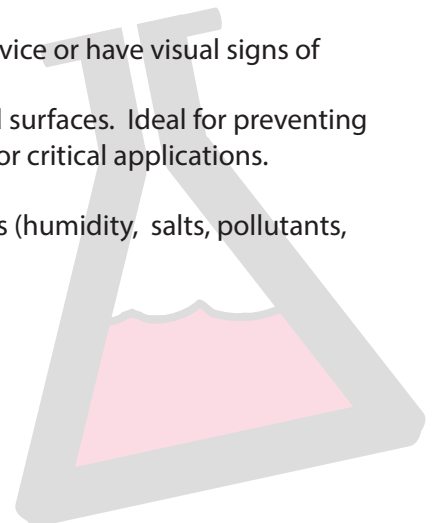 vice or have visual signs of
l surfaces.  Ideal for preventing
or critical applications.
s (humidity,  salts, pollutants,